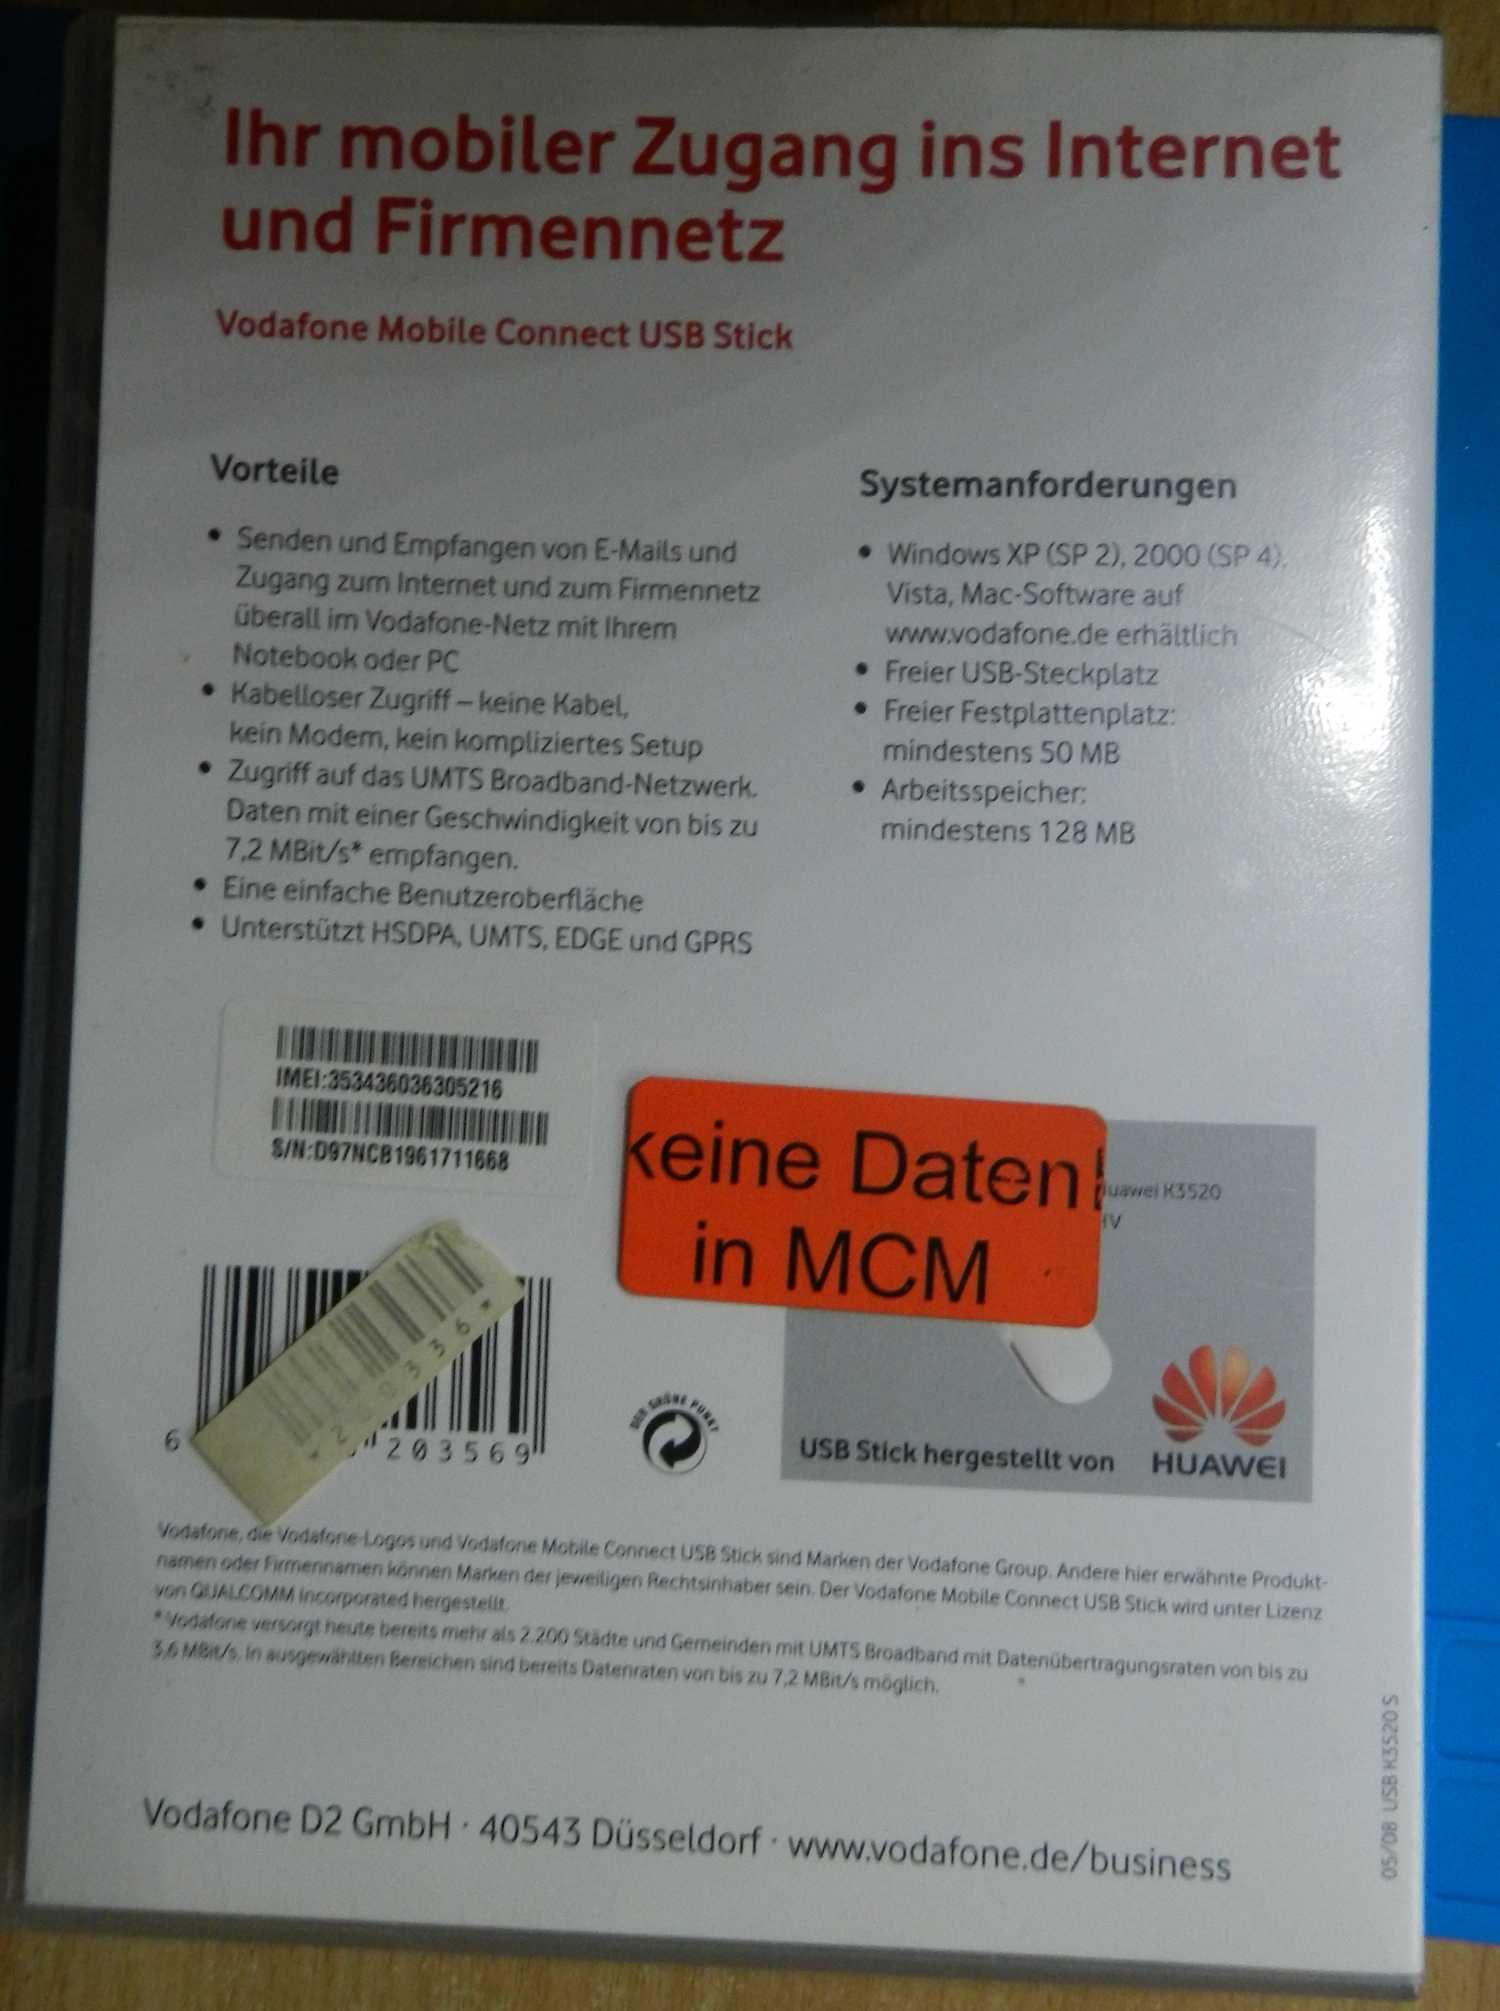 Ihr mobiler Zugang ins Internet
und Firmennetz
Vodafone Mobile Connect USB Stick
Vorteile
• Senden und Empfangen von E-Mails und
Zugang zum Internet und zum Firmennetz
überall im Vodafone-Netz mit Ihrem
Notebook oder PC
• Kabelloser Zugriff – keine Kabel,
kein Modem, kein kompliziertes Setup
• Zugriff auf das UMTS Broadband-Netzwerk.
Daten mit einer Geschwindigkeit von bis zu
7,2 MBit/s* empfangen.
• Eine einfache Benutzeroberfläche
• Unterstützt HSDPA, UMTS, EDGE und GPRS
Systemanforderungen
• Windows XP (SP 2), 2000 (SP 4),
Vista, Mac-Software auf
www.vodafone.de erhältlich
• Freier USB-Steckplatz
• Freier Festplattenplatz:
mindestens 50 MB
• Arbeitsspeicher:
mindestens 128 MB
IMEI:353436036305216
S/N:D97NCB1961711668
keine Daten!
in MCM
K3520
6 203569
DER GRÜNE PUNKT
USB Stick hergestellt von
HUAWEI
Vodafone, die Vodafone-Logos und Vodafone Mobile Connect USB Stick sind Marken der Vodafone Group. Andere hier erwähnte Produkt-
namen oder Firmennamen können Marken der jeweiligen Rechtsinhaber sein. Der Vodafone Mobile Connect USB Stick wird unter Lizenz
von QUALCOMM Incorporated hergestellt.
* Vodafone versorgt heute bereits mehr als 2.200 Städte und Gemeinden mit UMTS Broadband mit Datenübertragungsraten von bis zu
3,6 MBit/s. In ausgewählten Bereichen sind bereits Datenraten von bis zu 7,2 MBit/s möglich.
Vodafone D2 GmbH · 40543 Düsseldorf · www.vodafone.de/business
05/08 USB K3520 S